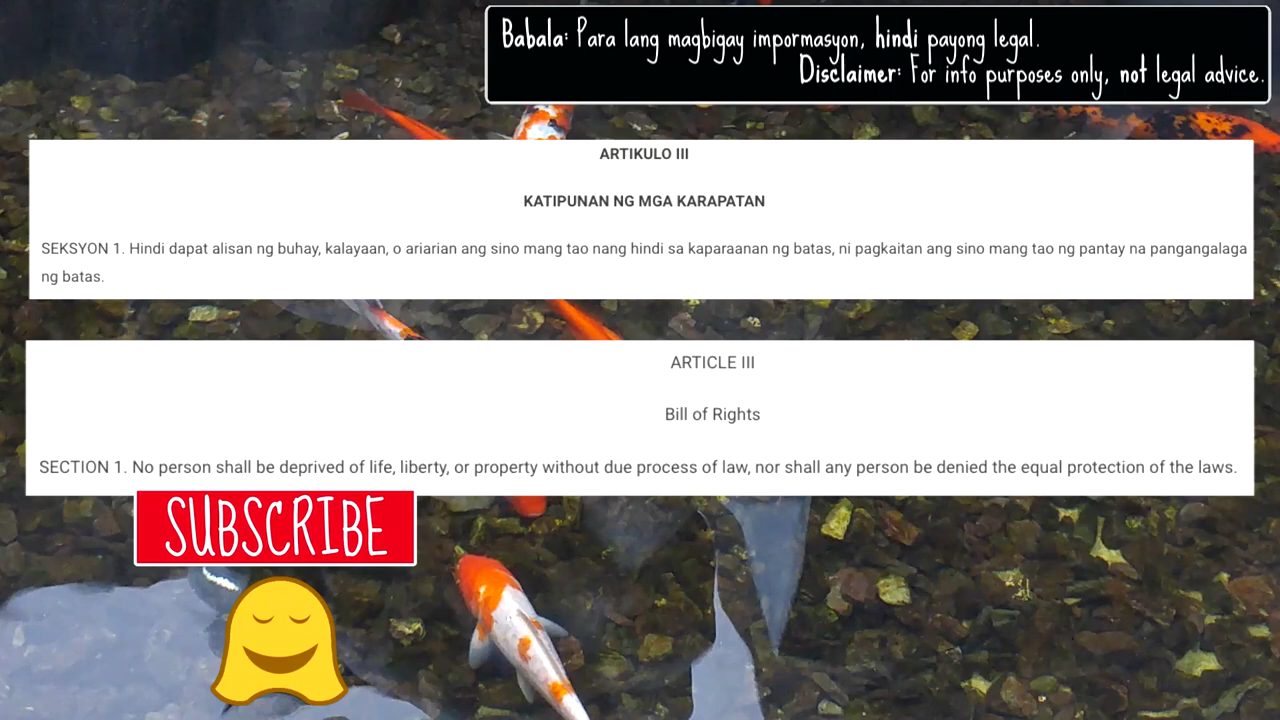 Babala: Para lang magbigay impormasyon, hindi payong legal.
Disclaimer: For info purposes only, not legal advice.
ARTIKULO III
KATIPUNAN NG MGA KARAPATAN
SEKSYON 1. Hindi dapat alisan ng buhay, kalayaan, o ariarian ang sino mang tao nang hindi sa kaparaanan ng batas, ni pagkaitan ang sino mang tao ng pantay na pangangalaga
ng batas.
ARTICLE III
Bill of Rights
SECTION 1. No person shall be deprived of life, liberty, or property without due process of law, nor shall any person be denied the equal protection of the laws.
SUBSCRIBE